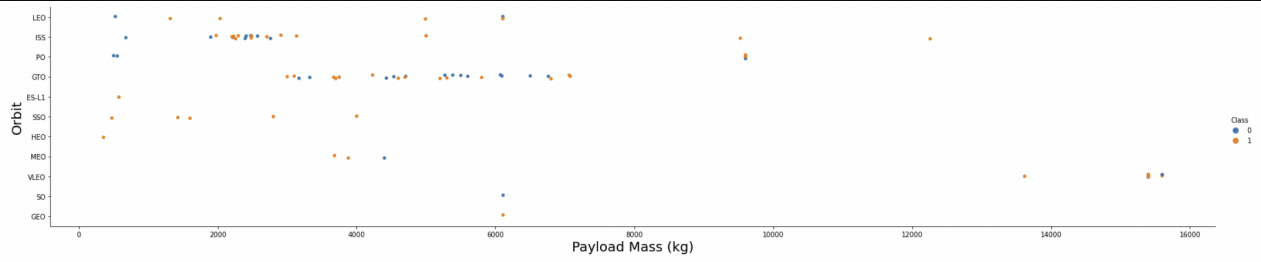 LEO
ISS
PO
GTO
ES-L1
SSO
HEO
MEO
VLEO
SO
GEO
Orbit
0 2000 4000 6000 8000 10000 12000 14000 16000
Payload Mass (kg)
Class
0
1